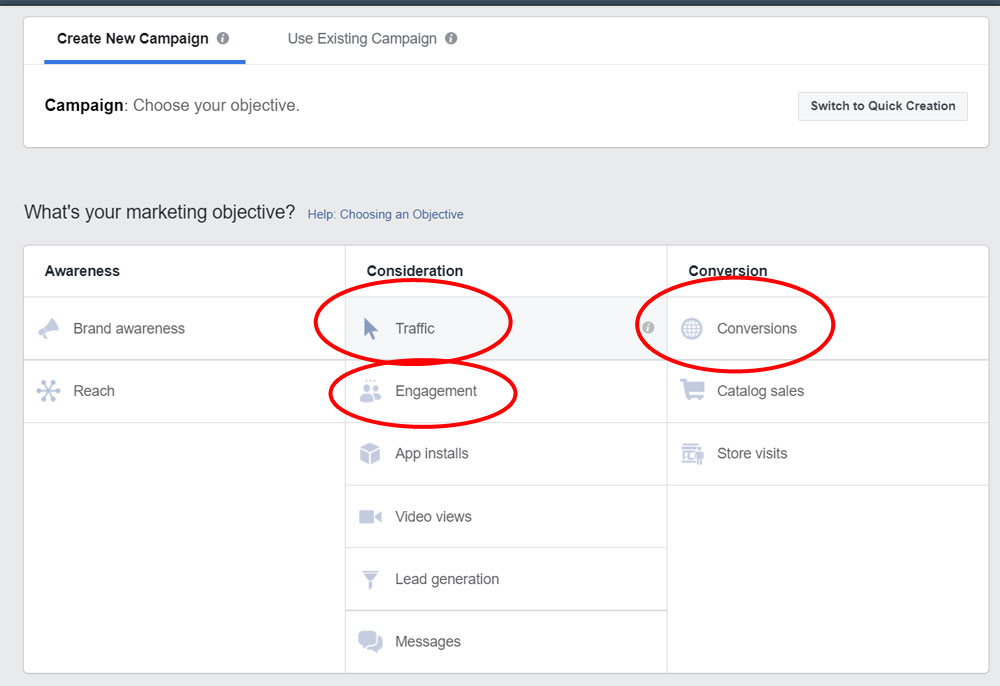 Create New Campaign
Use Existing Campaign
Campaign: Choose your objective.
Switch to Quick Creation
What's your marketing objective? Help: Choosing an Objective
Awareness
Consideration
Conversion
Brand awareness
Traffic
Conversions
Reach
Engagement
Catalog sales
App installs
Store visits
Video views
Lead generation
Messages